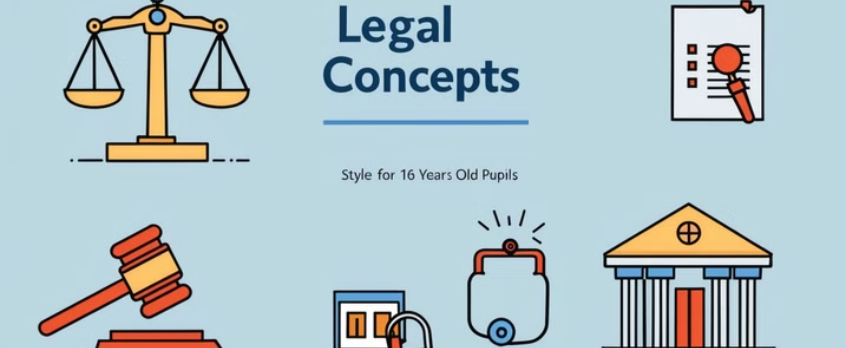 Legal
Concepts
Style for 16 Years Old Pupils